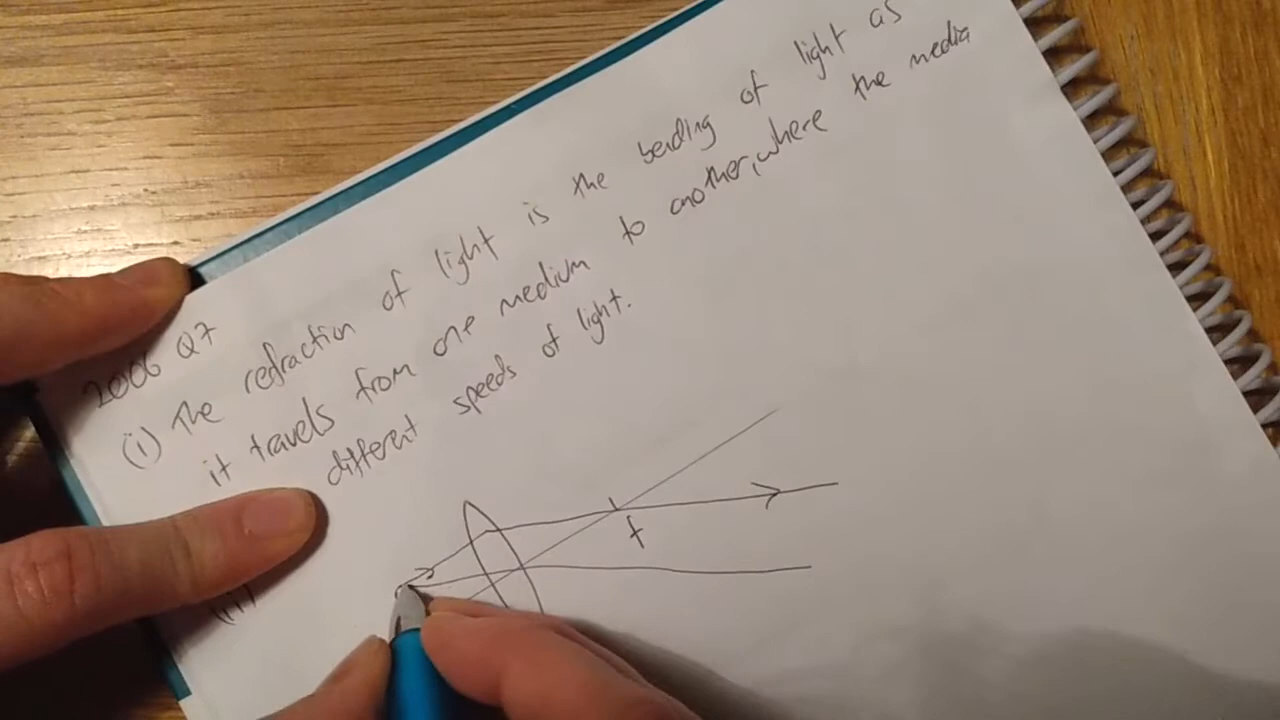 2006 Q7
(i) The refraction of light is the bending of light as
it travels from one medium to another, where the media
different speeds of light.
(ii)
f